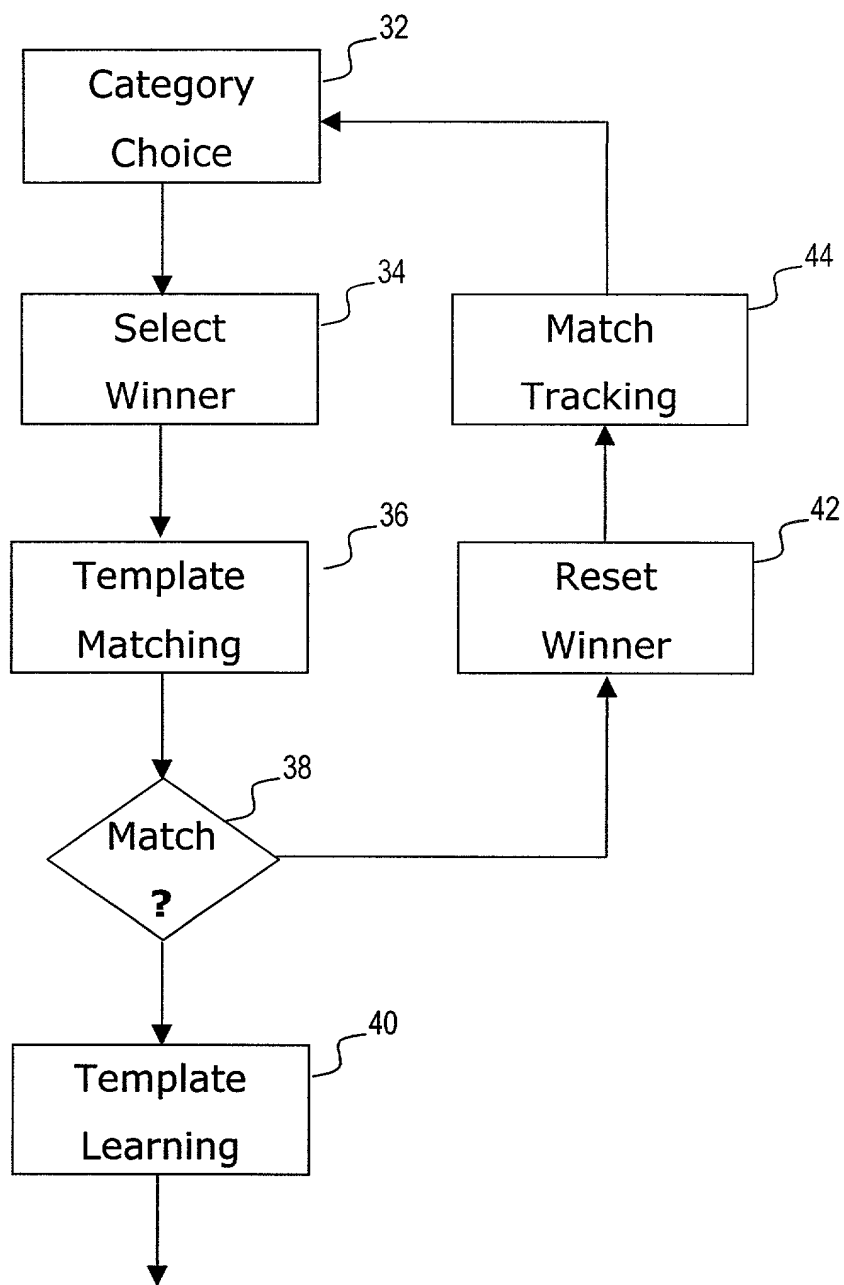 32
Category
Choice
34
Select
Winner
44
Match
Tracking
36
Template
Matching
42
Reset
Winner
38
Match
?
40
Template
Learning